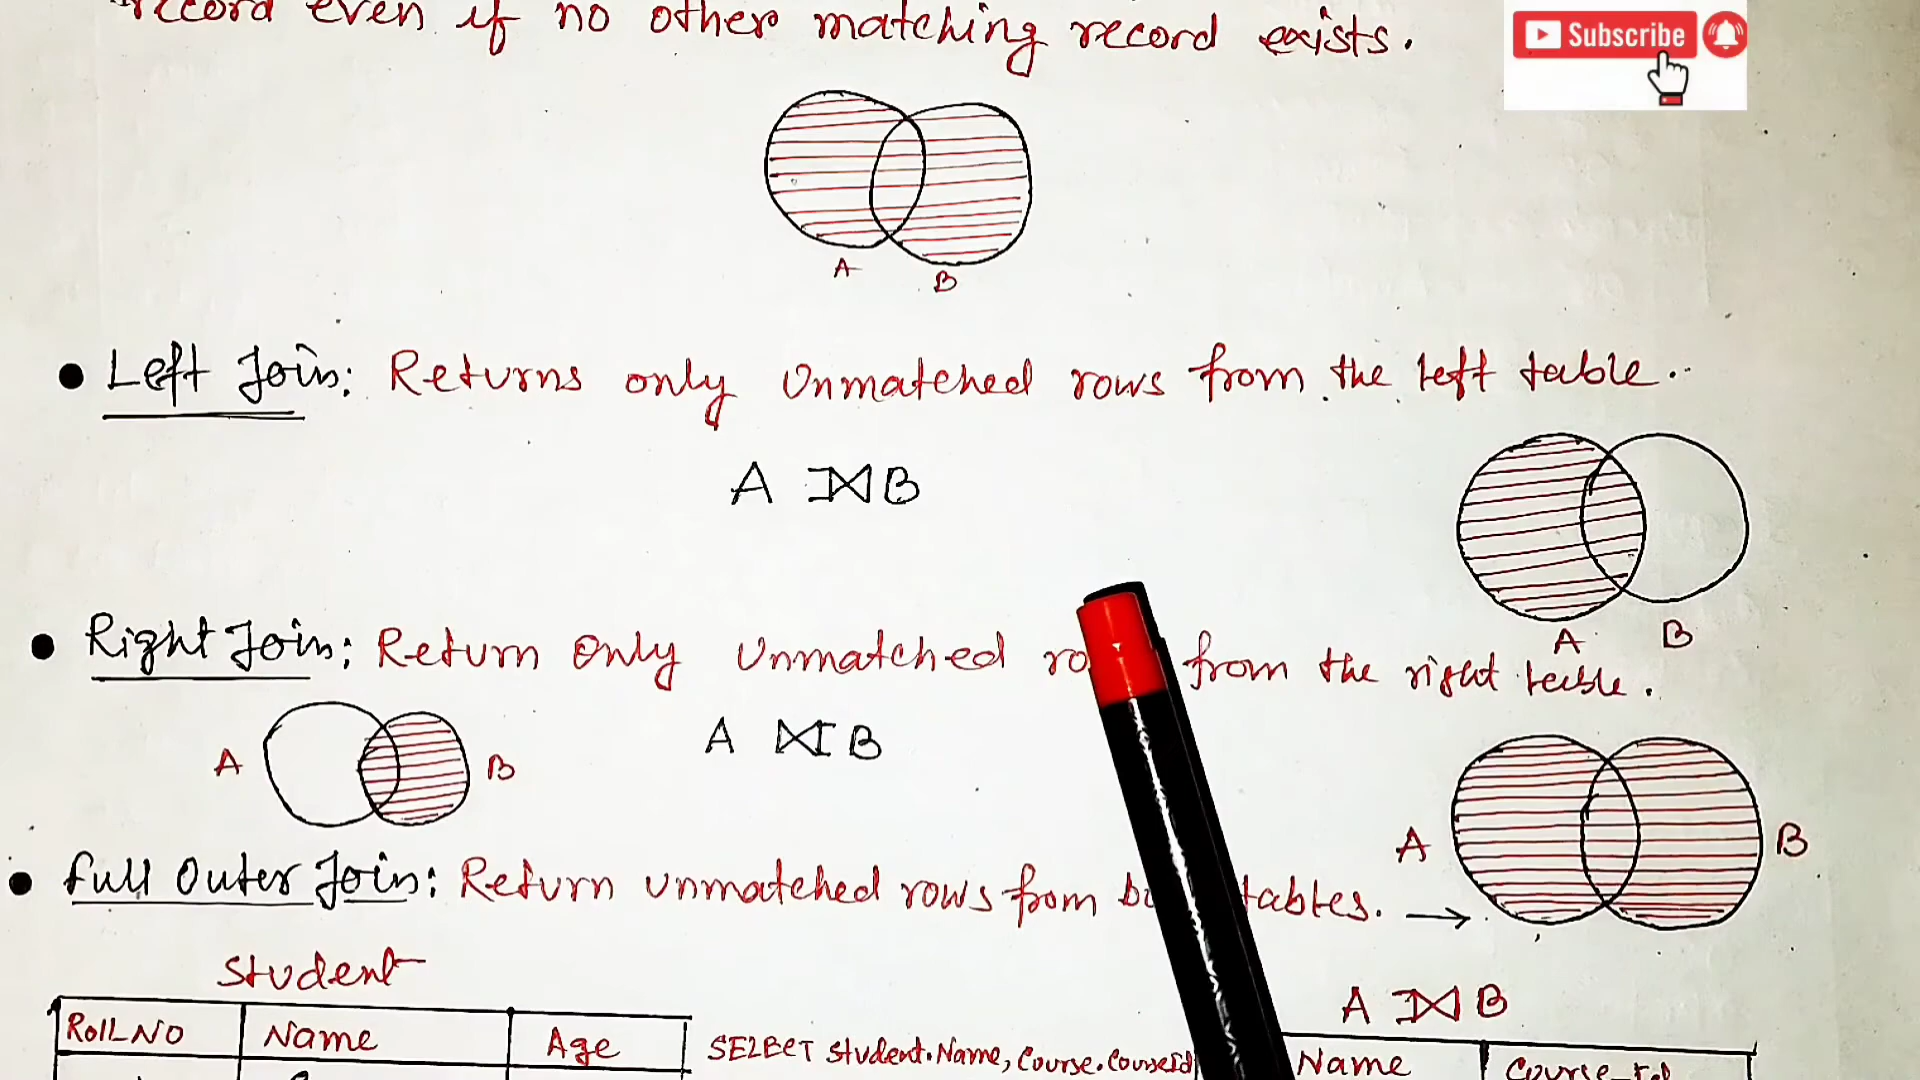 record even if no other matching record exists.
Subscribe
A B
• Left Join: Returns only Unmatched rows from the left table..
A ⟕ B
A B
• Right Join: Return only unmatched from the right table.
A B
A ⟖ B
A B
• Full Outer Join: Return unmatched rows from tables. →
Student
A ⟕ B
Roll_NO Name Age
SELECT Student.Name, Course.CourseId
Name